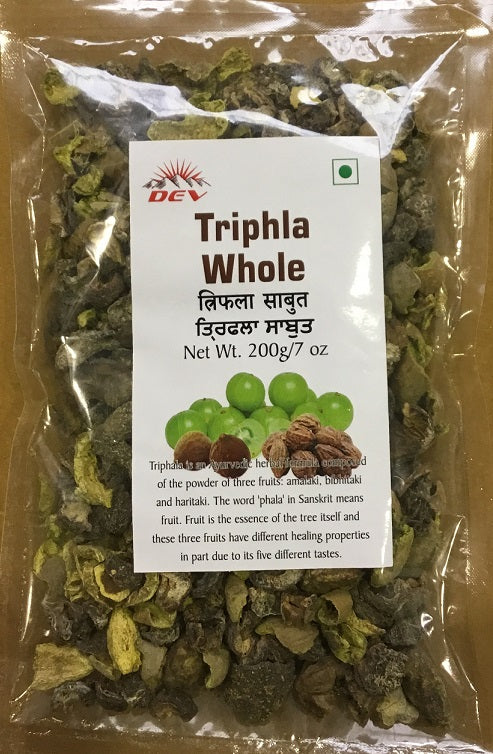 DEV
Triphla
Whole
त्रिफला साबुत
ਤ੍ਰਿਫਲਾ ਸਾਬੁਤ
Net Wt. 200g/7 oz
Triphala is an Ayurvedic herbal formula composed
of the powder of three fruits: amalaki, bibhitaki
and haritaki. The word 'phala' in Sanskrit means
fruit. Fruit is the essence of the tree itself and
these three fruits have different healing properties
in part due to its five different tastes.